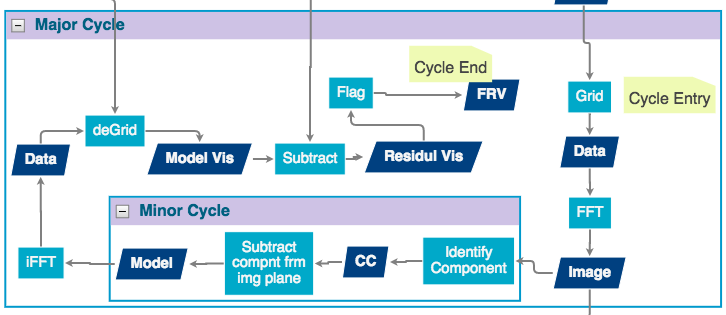 Major Cycle
Cycle End
Flag
FRV
Grid
Cycle Entry
deGrid
Data
Model Vis
Subtract
Residul Vis
Data
Minor Cycle
FFT
iFFT
Model
Subtract
compnt frm
img plane
CC
Identify
Component
Image